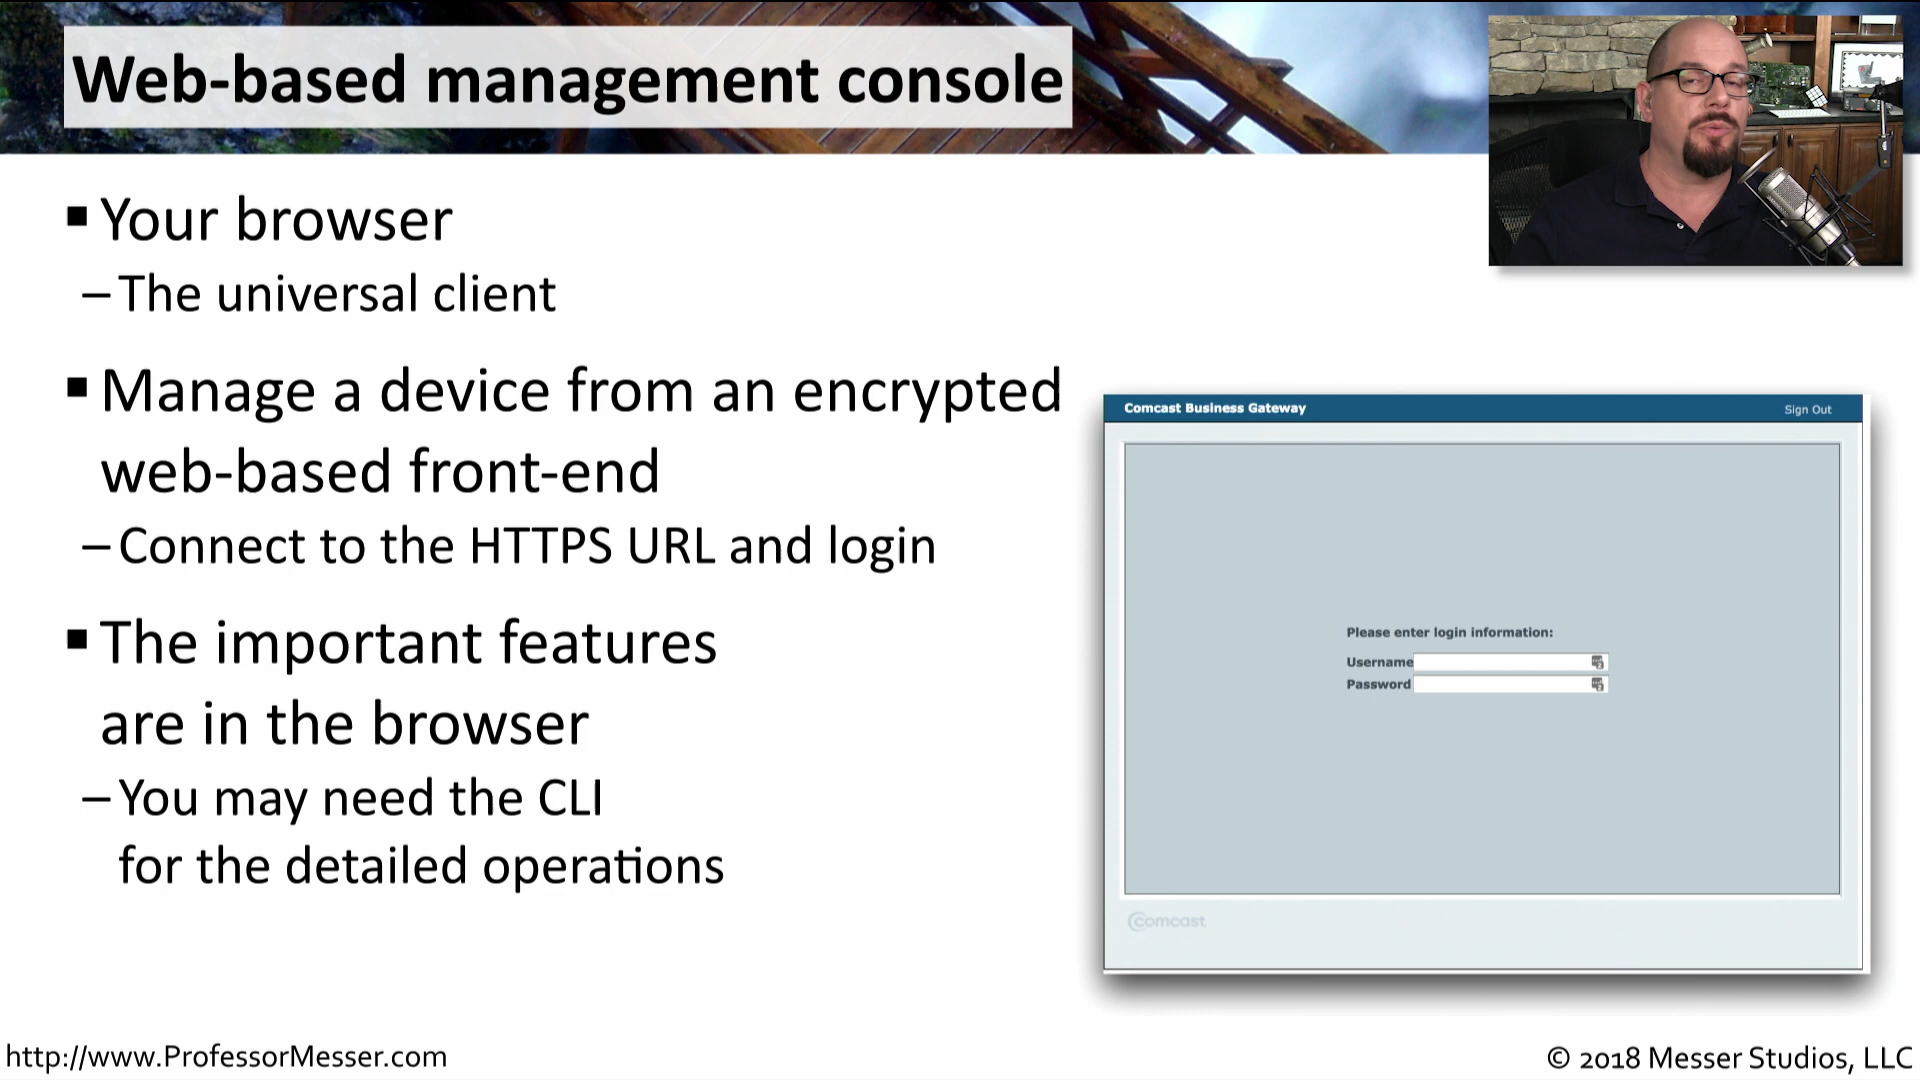 Web-based management console
▪ Your browser
– The universal client
▪ Manage a device from an encrypted
web-based front-end
– Connect to the HTTPS URL and login
▪ The important features
are in the browser
– You may need the CLI
for the detailed operations
Comcast Business Gateway
Sign Out
Please enter login information:
Username
Password
Comcast
http://www.ProfessorMesser.com
© 2018 Messer Studios, LLC